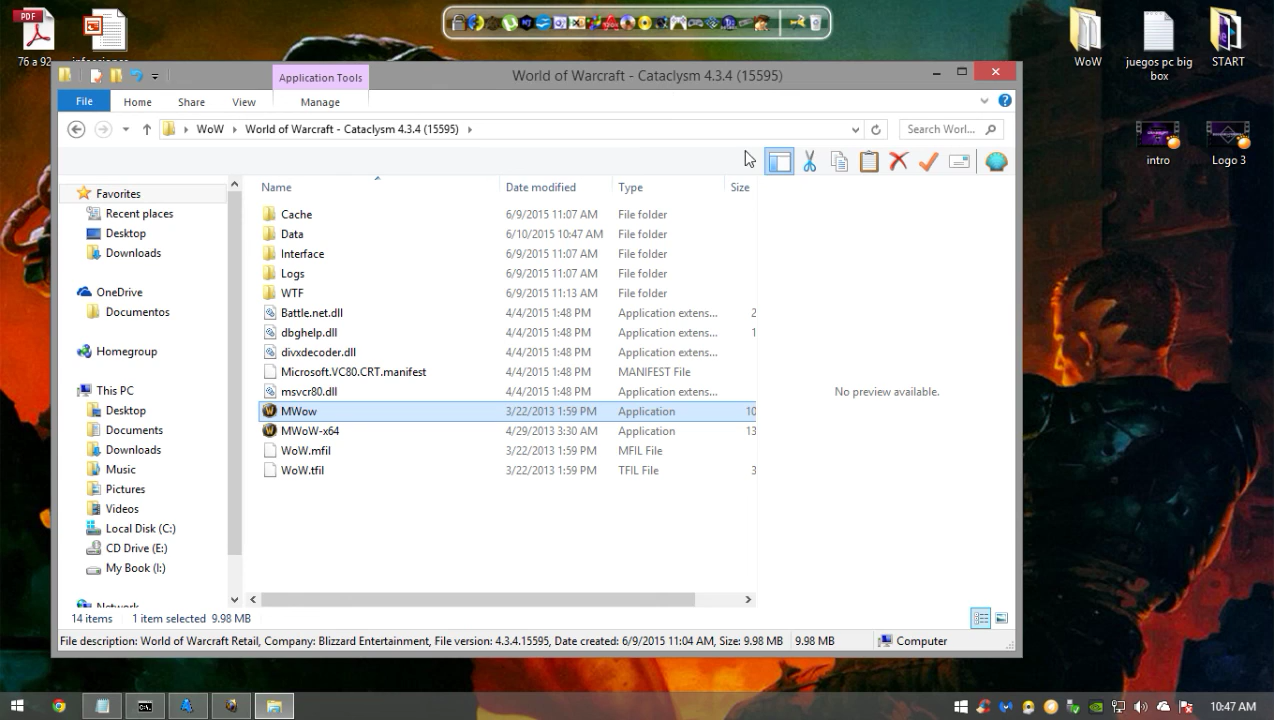 PDF
76 a 92
WoW
juegos pc big box
START
intro
Logo 3
Application Tools
World of Warcraft - Cataclysm 4.3.4 (15595)
File
Home
Share
View
Manage
WoW
World of Warcraft - Cataclysm 4.3.4 (15595)
Search Worl...
Favorites
Recent places
Desktop
Downloads
OneDrive
Documentos
Homegroup
This PC
Desktop
Documents
Downloads
Music
Pictures
Videos
Local Disk (C:)
CD Drive (E:)
My Book (I:)
Network
Name Date modified Type Size
Cache 6/9/2015 11:07 AM File folder
Data 6/10/2015 10:47 AM File folder
Interface 6/9/2015 11:07 AM File folder
Logs 6/9/2015 11:07 AM File folder
WTF 6/9/2015 11:13 AM File folder
Battle.net.dll 4/4/2015 1:48 PM Application extens... 2
dbghelp.dll 4/4/2015 1:48 PM Application extens... 1
divxdecoder.dll 4/4/2015 1:48 PM Application extens...
Microsoft.VC80.CRT.manifest 4/4/2015 1:48 PM MANIFEST File
msvcr80.dll 4/4/2015 1:48 PM Application extens...
MWow 3/22/2013 1:59 PM Application 10
MWoW-x64 4/29/2013 3:30 AM Application 13
WoW.mfil 3/22/2013 1:59 PM MFIL File
WoW.tfil 3/22/2013 1:59 PM TFIL File 3
No preview available.
14 items 1 item selected 9.98 MB
File description: World of Warcraft Retail, Company: Blizzard Entertainment, File version: 4.3.4.15595, Date created: 6/9/2015 11:04 AM, Size: 9.98 MB 9.98 MB Computer
10:47 AM